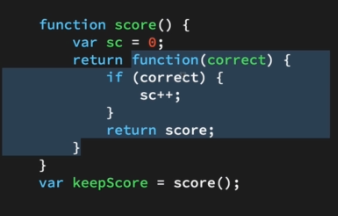 function score() {
    var sc = 0;
    return function(correct) {
        if (correct) {
            sc++;
        }
        return score;
    }
}
var keepScore = score();